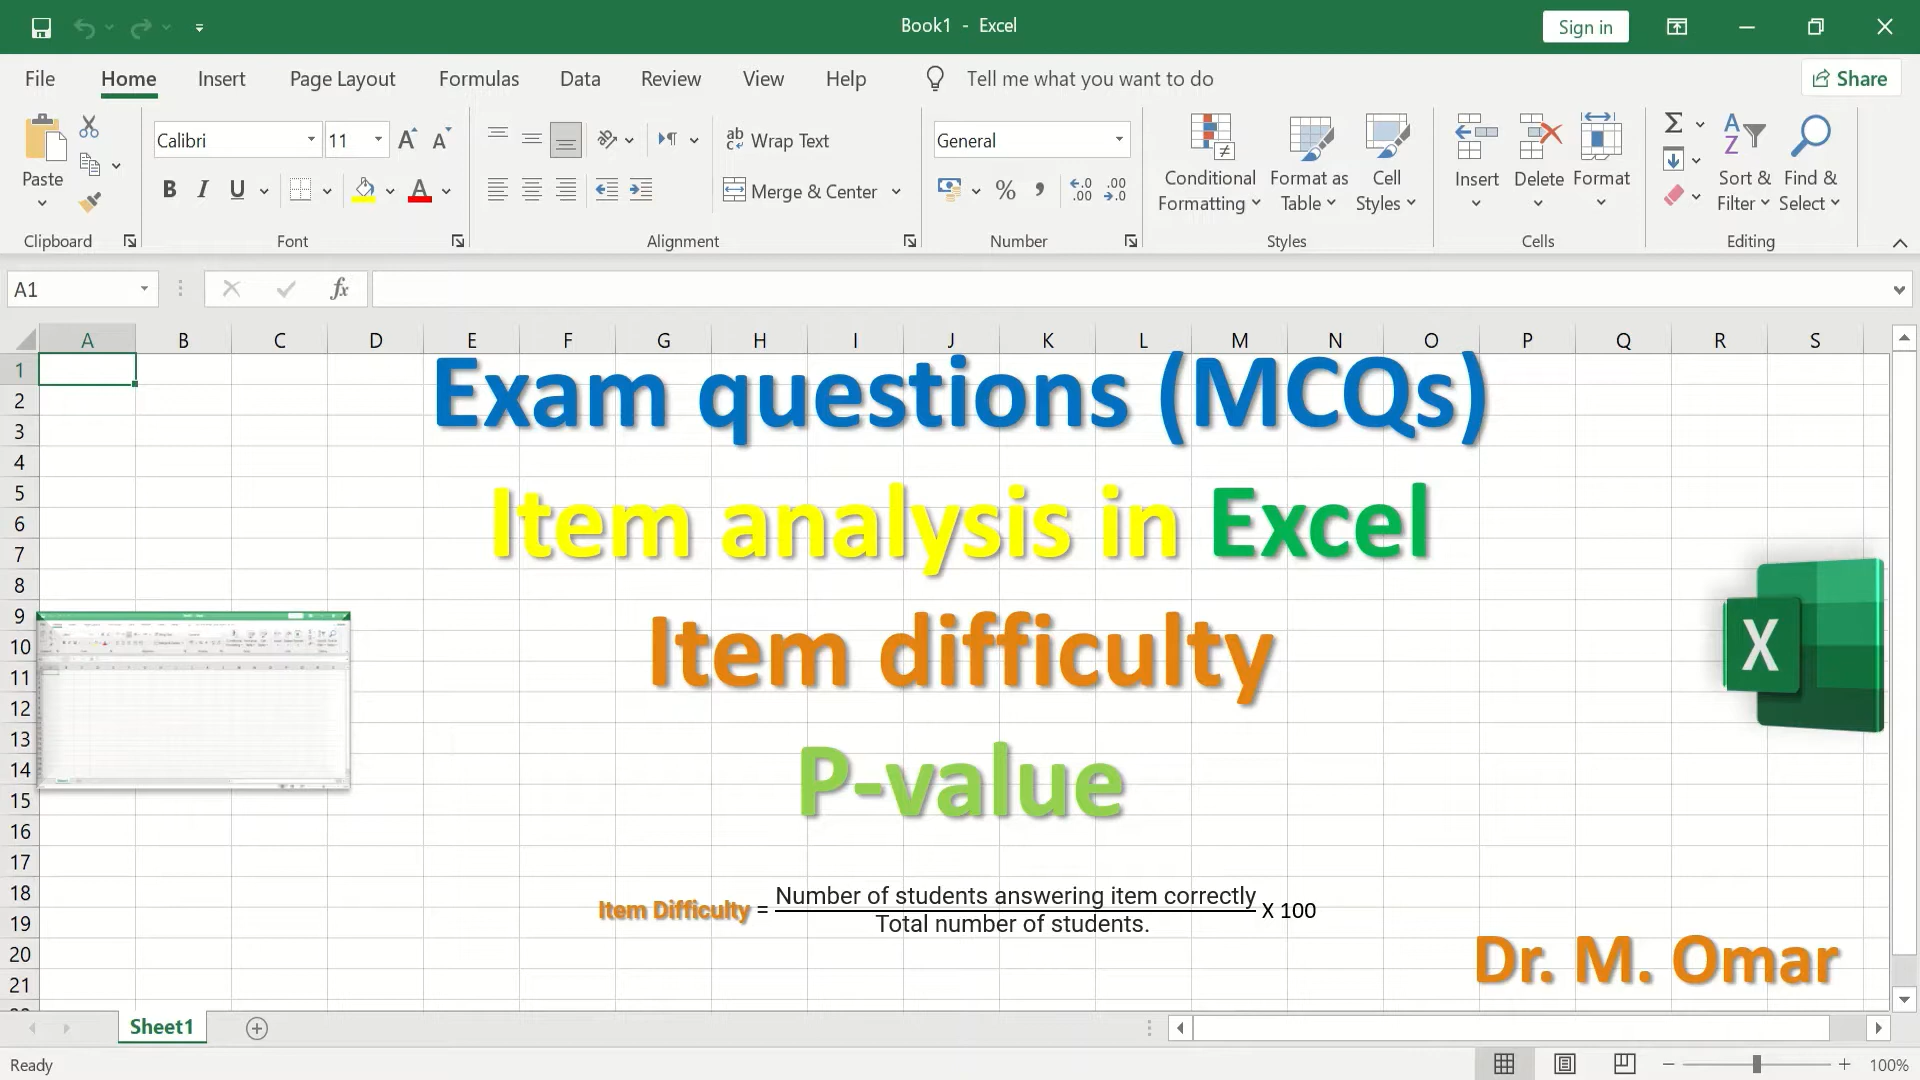 Book1 - Excel
Sign in
File Home Insert Page Layout Formulas Data Review View Help Tell me what you want to do
Share
Paste
Clipboard
Calibri 11
B I U A
Font
ab Wrap Text
Merge & Center
Alignment
General
% , .0 .00 .00 .0
Number
Conditional Formatting
Format as Table
Cell Styles
Styles
Insert
Delete
Format
Cells
Σ
Sort & Filter
Find & Select
Editing
A1
fx
A B C D E F G H I J K L M N O P Q R S
1
2
3
4
5
6
7
8
9
10
11
12
13
14
15
16
17
18
19
20
21
Exam questions (MCQs)
Item analysis in Excel
Item difficulty
P-value
Item Difficulty = Number of students answering item correctly X 100
Total number of students.
Dr. M. Omar
X
Sheet1
Ready
100%